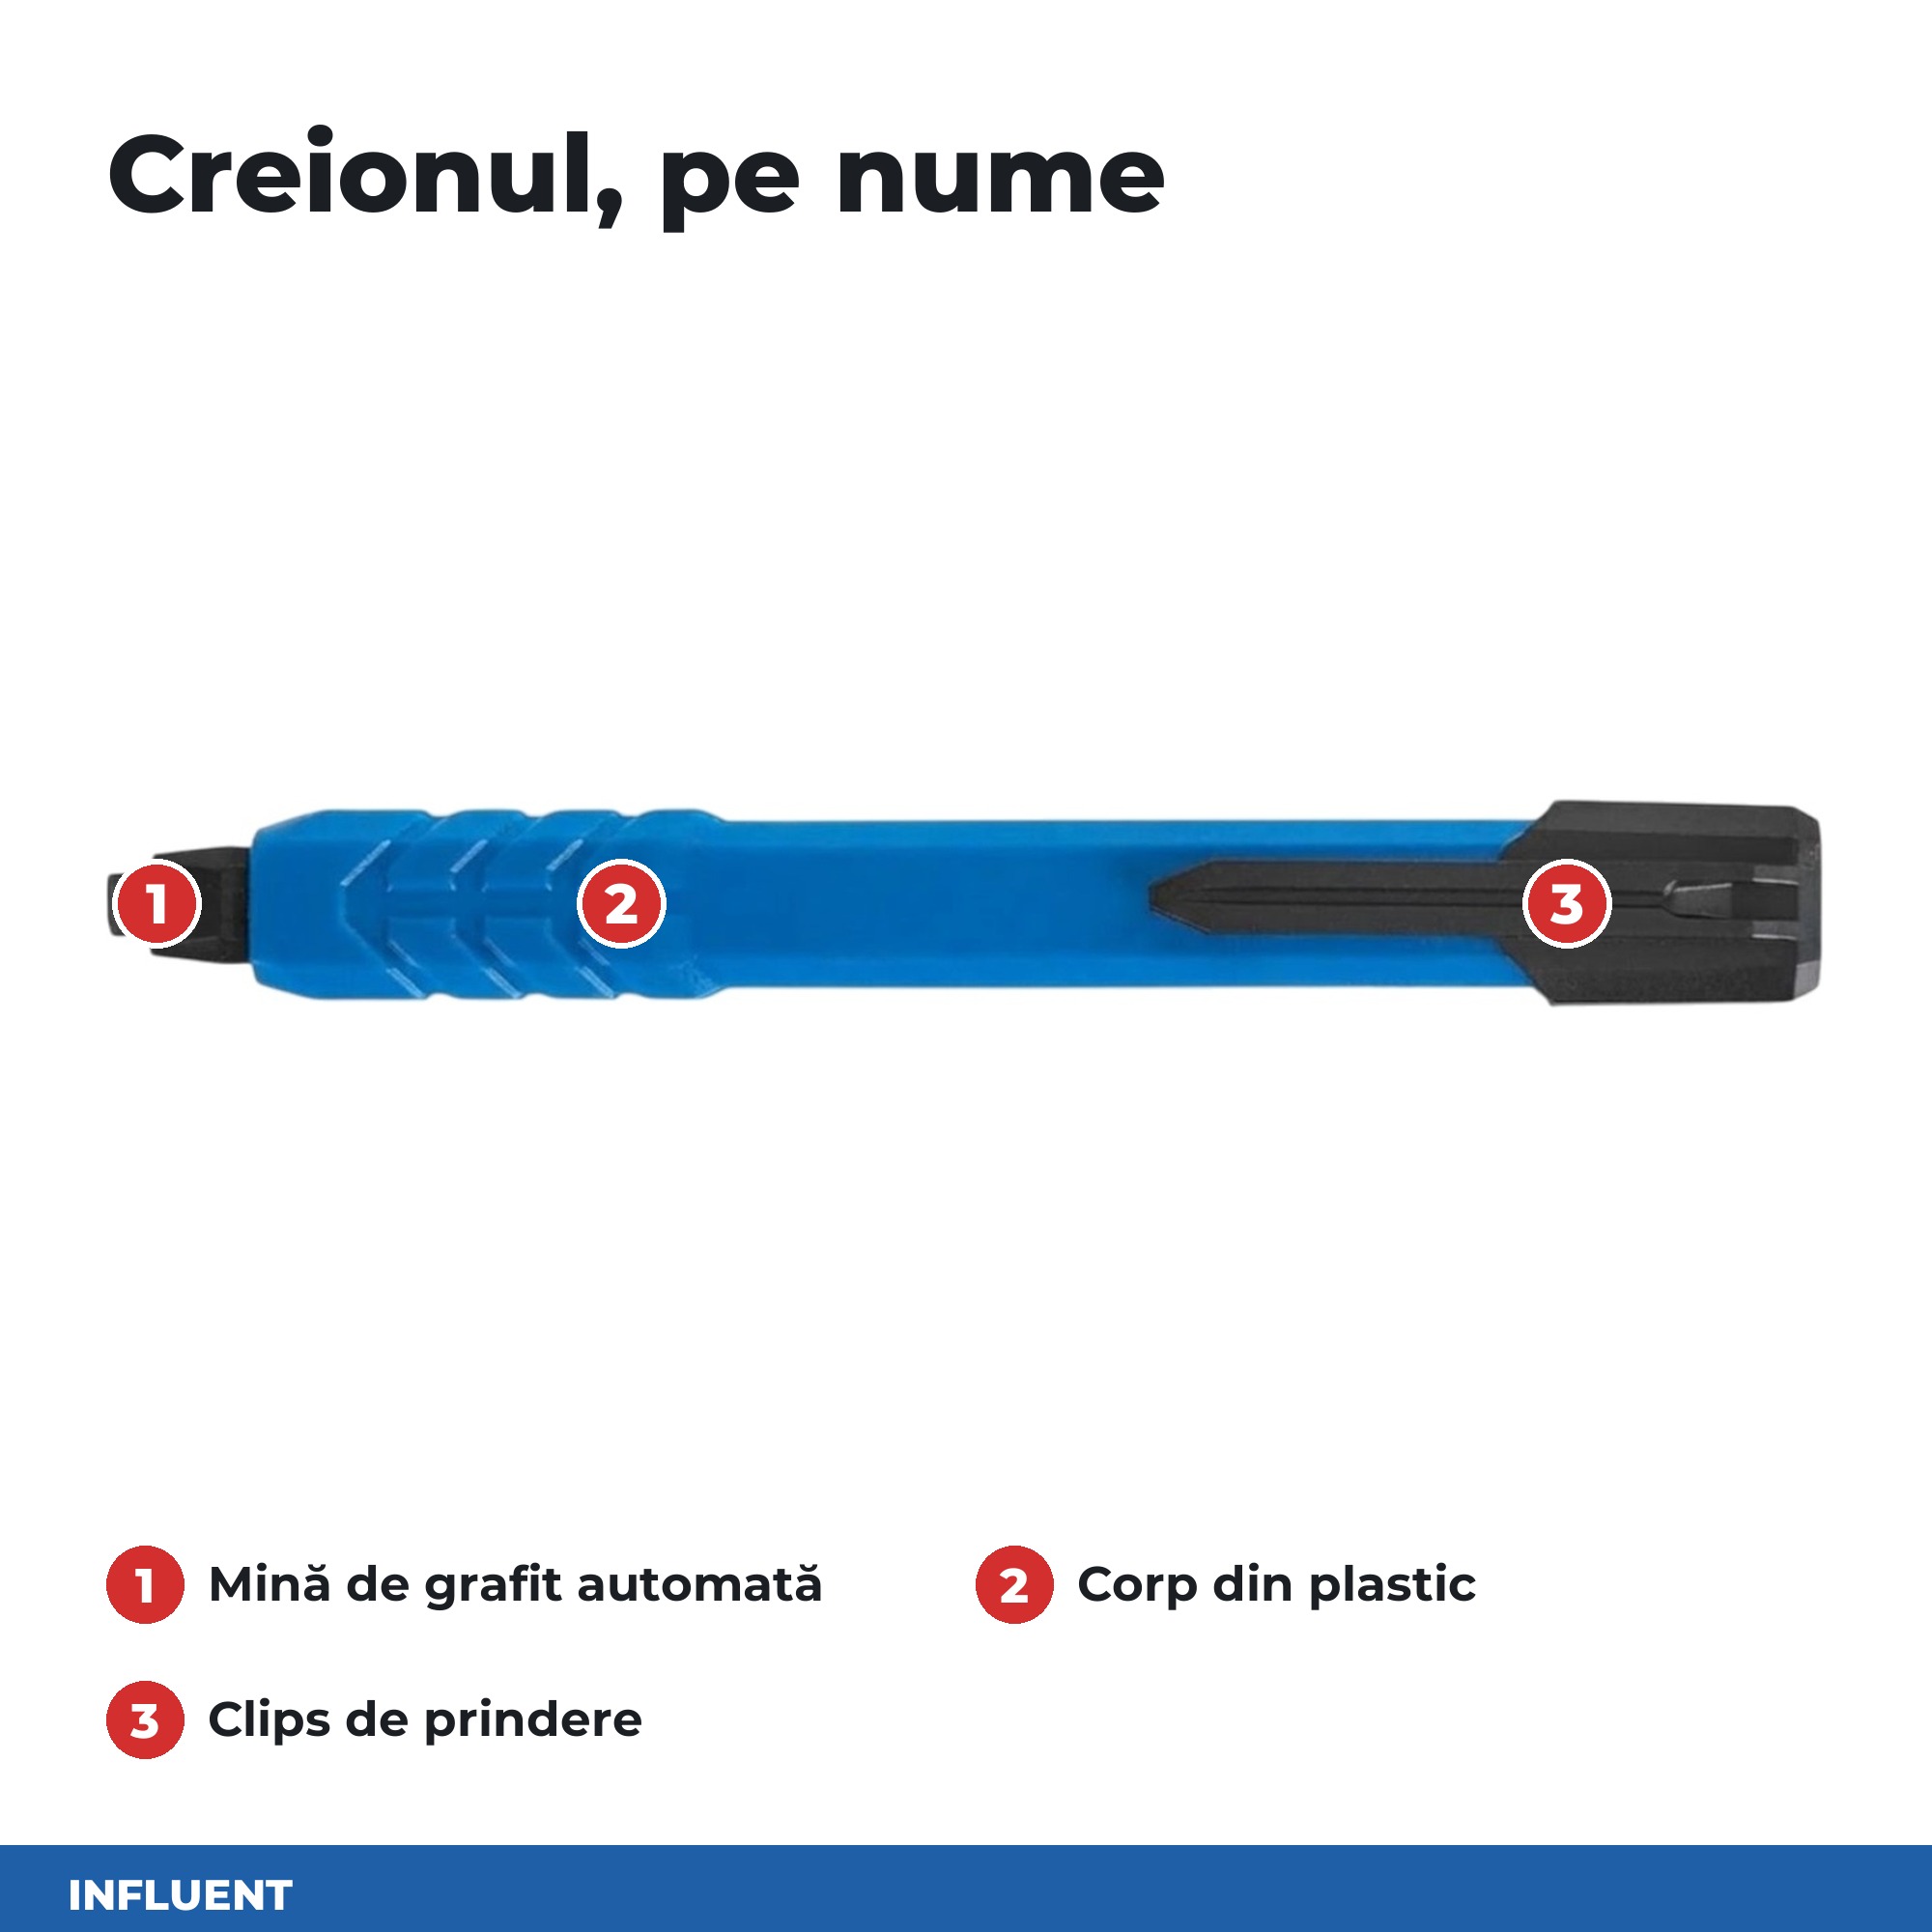 Creionul, pe nume
1
2
3
1 Mină de grafit automată
2 Corp din plastic
3 Clips de prindere
INFLUENT